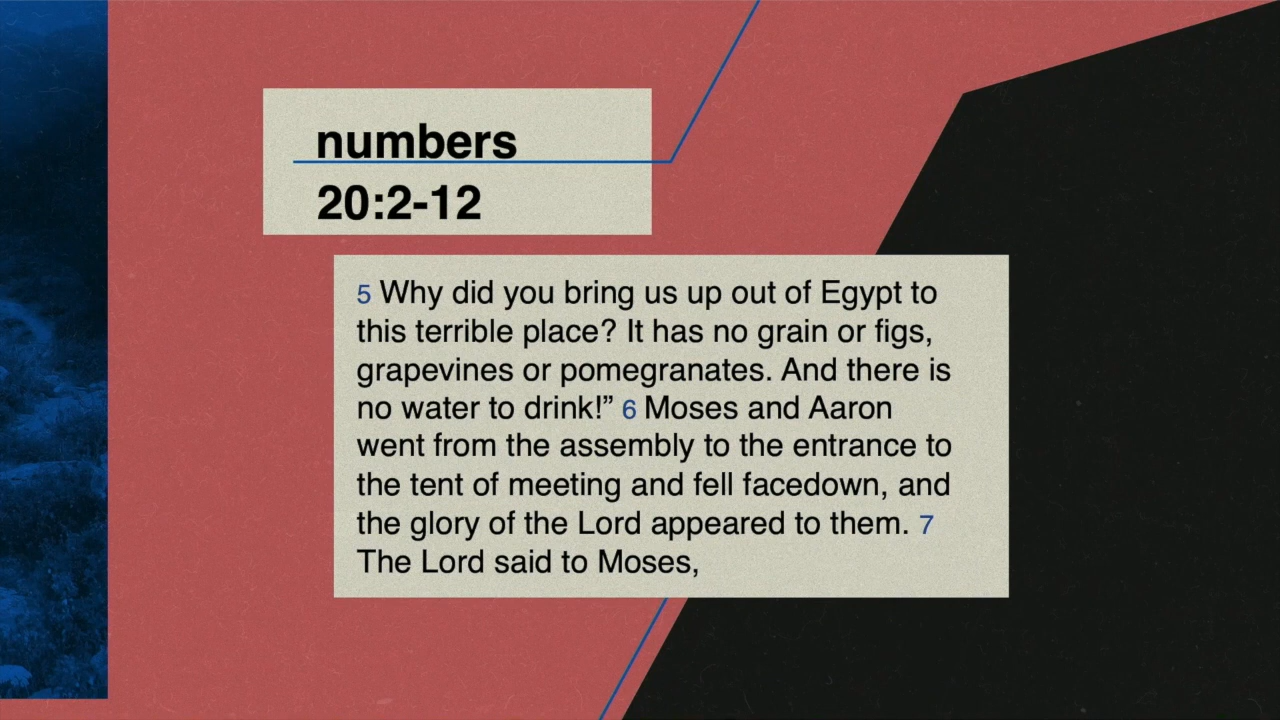 numbers
20:2-12
5 Why did you bring us up out of Egypt to
this terrible place? It has no grain or figs,
grapevines or pomegranates. And there is
no water to drink!” 6 Moses and Aaron
went from the assembly to the entrance to
the tent of meeting and fell facedown, and
the glory of the Lord appeared to them. 7
The Lord said to Moses,